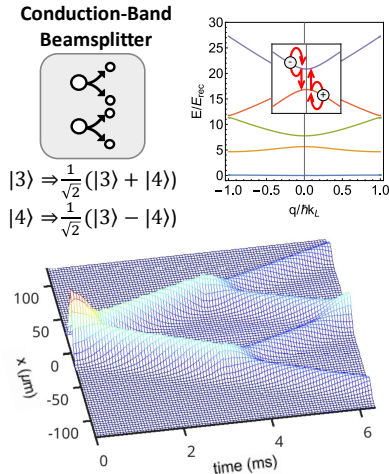 Conduction-Band
Beamsplitter
|3⟩ ⇒ 1/√2 (|3⟩ + |4⟩)
|4⟩ ⇒ 1/√2 (|3⟩ − |4⟩)
E/E_rec
30
25
20
15
10
5
0
-
+
-1.0 -0.5 0.0 0.5 1.0
q/ℏk_L
x (μm)
100
50
0
-50
-100
0 2 4 6
time (ms)